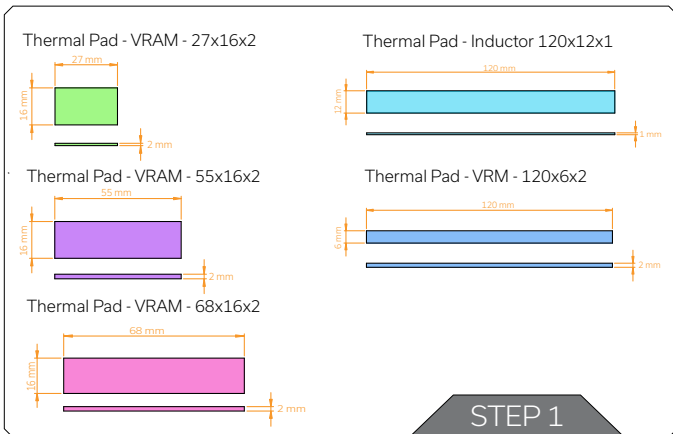 Thermal Pad - VRAM - 27x16x2
27 mm
16 mm
2 mm
Thermal Pad - VRAM - 55x16x2
55 mm
16 mm
2 mm
Thermal Pad - VRAM - 68x16x2
68 mm
16 mm
2 mm
Thermal Pad - Inductor 120x12x1
120 mm
12 mm
1 mm
Thermal Pad - VRM - 120x6x2
120 mm
6 mm
2 mm
STEP 1